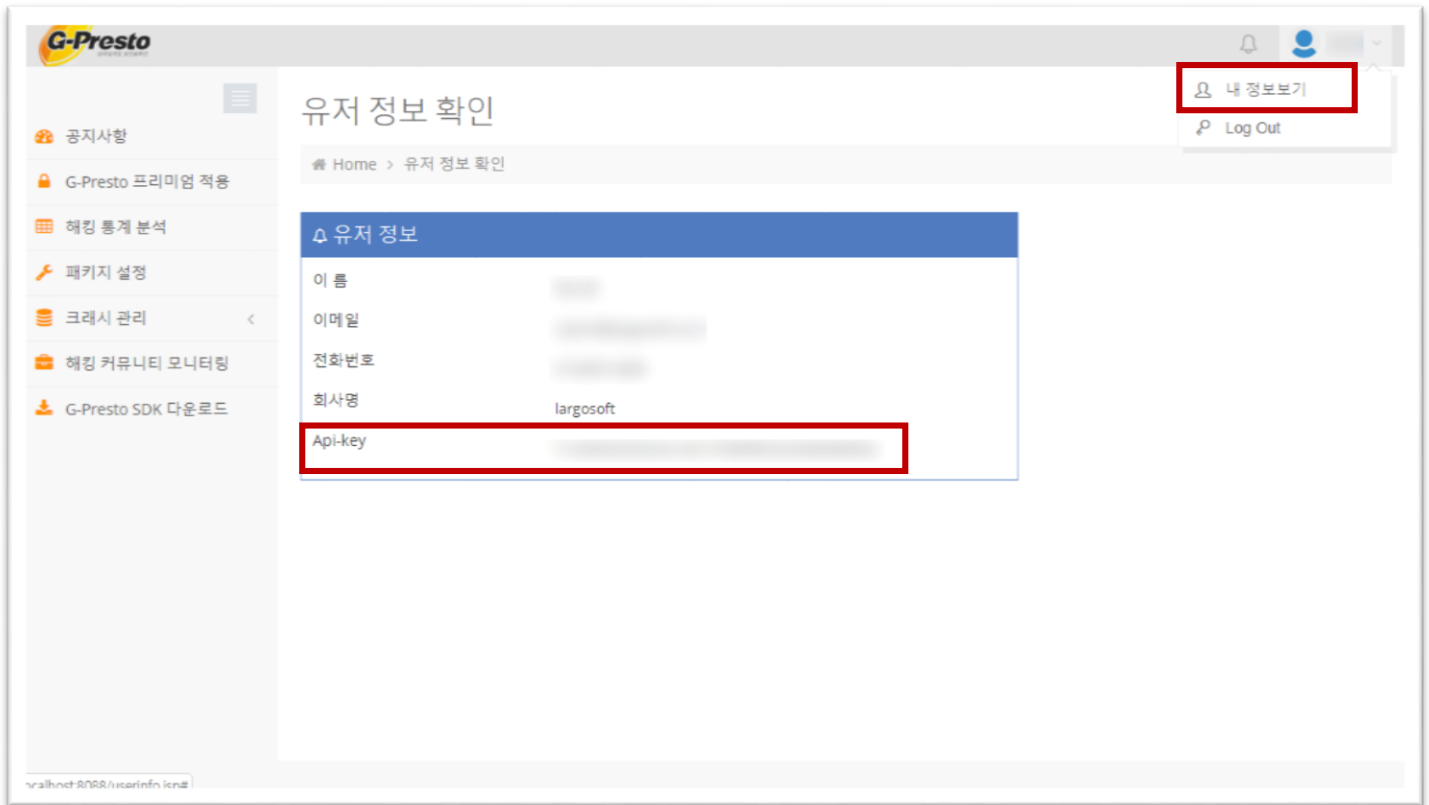 G-Presto
내 정보보기
Log Out
공지사항
G-Presto 프리미엄 적용
해킹 통계 분석
패키지 설정
크래시 관리
해킹 커뮤니티 모니터링
G-Presto SDK 다운로드
유저 정보 확인
Home > 유저 정보 확인
유저 정보
이 름
이메일
전화번호
회사명 largosoft
Api-key
localhost:8088/userinfo.jsp#